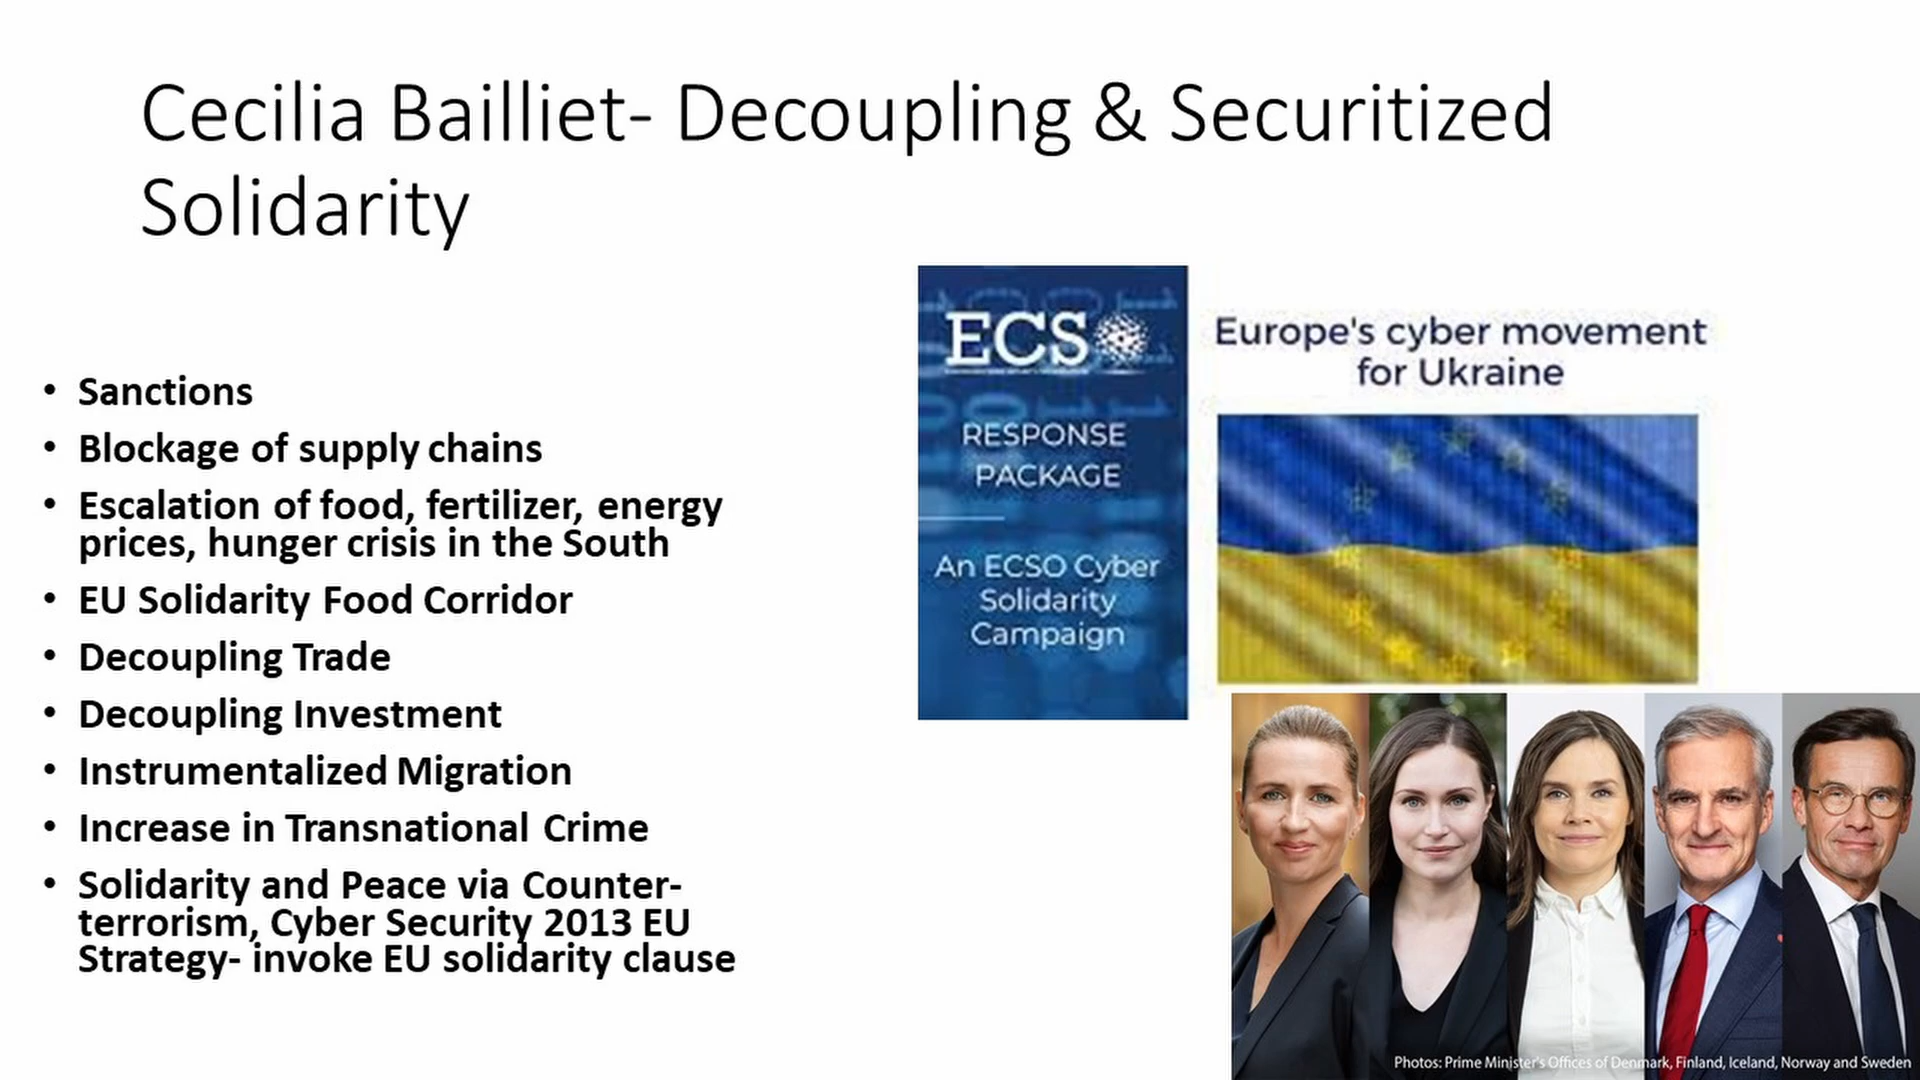 Cecilia Bailliet- Decoupling & Securitized
Solidarity
• Sanctions
• Blockage of supply chains
• Escalation of food, fertilizer, energy
prices, hunger crisis in the South
• EU Solidarity Food Corridor
• Decoupling Trade
• Decoupling Investment
• Instrumentalized Migration
• Increase in Transnational Crime
• Solidarity and Peace via Counter-
terrorism, Cyber Security 2013 EU
Strategy- invoke EU solidarity clause
ECSO
RESPONSE
PACKAGE
An ECSO Cyber
Solidarity
Campaign
Europe's cyber movement
for Ukraine
Photos: Prime Minister's Offices of Denmark, Finland, Iceland, Norway and Sweden